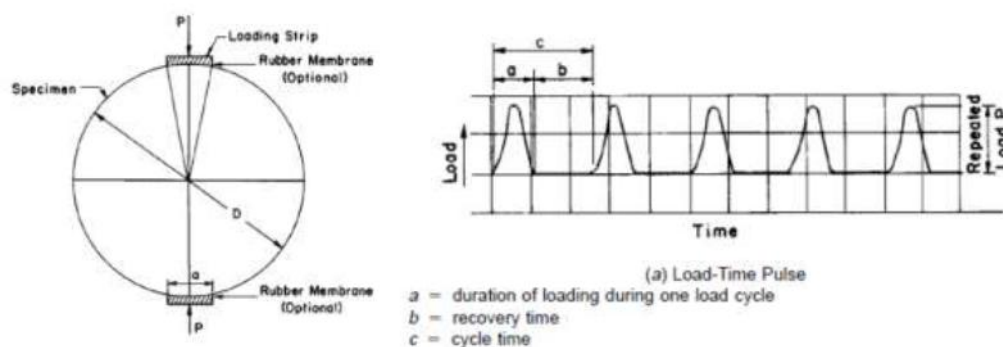 P
Loading Strip
Rubber Membrane
(Optional)
Specimen
D
a
Rubber Membrane
(Optional)
P
c
a
b
Load
Repeated
Load P
Time
(a) Load-Time Pulse
a = duration of loading during one load cycle
b = recovery time
c = cycle time